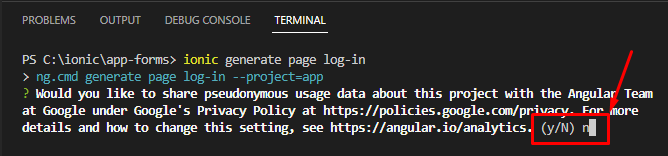 PROBLEMS OUTPUT DEBUG CONSOLE TERMINAL
PS C:\ionic\app-forms> ionic generate page log-in
> ng.cmd generate page log-in --project=app
? Would you like to share pseudonymous usage data about this project with the Angular Team
at Google under Google's Privacy Policy at https://policies.google.com/privacy. For more
details and how to change this setting, see https://angular.io/analytics. (y/N) n